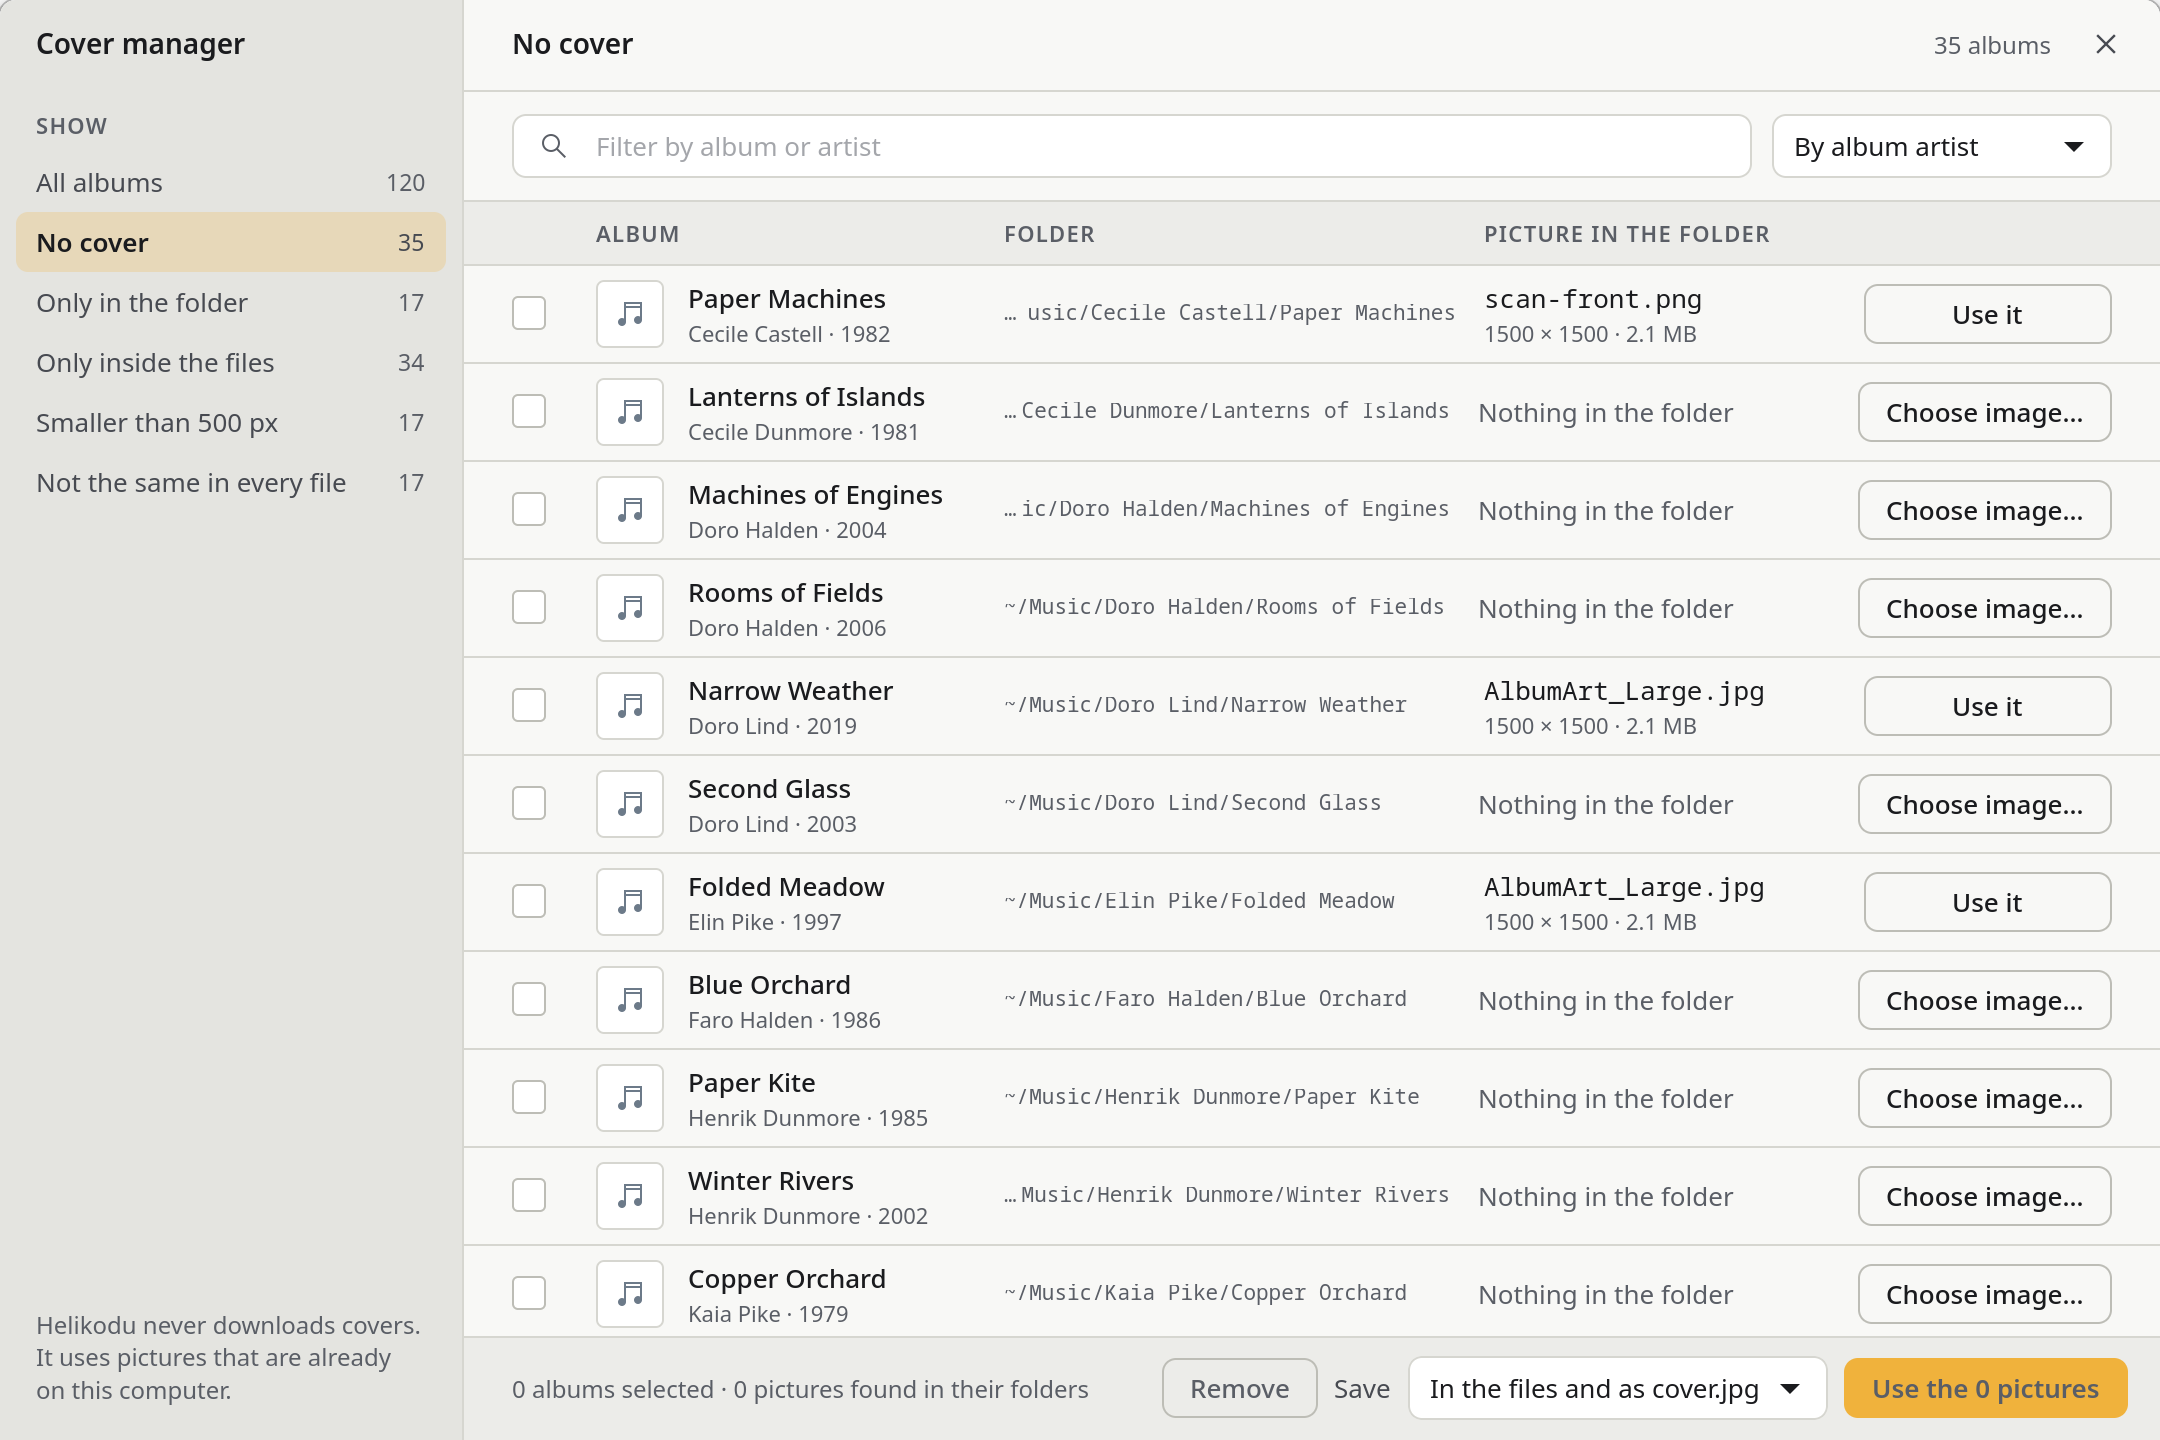 Cover manager
SHOW
All albums 120
No cover 35
Only in the folder 17
Only inside the files 34
Smaller than 500 px 17
Not the same in every file 17
Helikodu never downloads covers.
It uses pictures that are already
on this computer.
No cover 35 albums
Filter by album or artist By album artist
ALBUM FOLDER PICTURE IN THE FOLDER
Paper Machines
Cecile Castell · 1982
… usic/Cecile Castell/Paper Machines
scan-front.png
1500 × 1500 · 2.1 MB
Use it
Lanterns of Islands
Cecile Dunmore · 1981
… Cecile Dunmore/Lanterns of Islands
Nothing in the folder
Choose image…
Machines of Engines
Doro Halden · 2004
… ic/Doro Halden/Machines of Engines
Nothing in the folder
Choose image…
Rooms of Fields
Doro Halden · 2006
~/Music/Doro Halden/Rooms of Fields
Nothing in the folder
Choose image…
Narrow Weather
Doro Lind · 2019
~/Music/Doro Lind/Narrow Weather
AlbumArt_Large.jpg
1500 × 1500 · 2.1 MB
Use it
Second Glass
Doro Lind · 2003
~/Music/Doro Lind/Second Glass
Nothing in the folder
Choose image…
Folded Meadow
Elin Pike · 1997
~/Music/Elin Pike/Folded Meadow
AlbumArt_Large.jpg
1500 × 1500 · 2.1 MB
Use it
Blue Orchard
Faro Halden · 1986
~/Music/Faro Halden/Blue Orchard
Nothing in the folder
Choose image…
Paper Kite
Henrik Dunmore · 1985
~/Music/Henrik Dunmore/Paper Kite
Nothing in the folder
Choose image…
Winter Rivers
Henrik Dunmore · 2002
… Music/Henrik Dunmore/Winter Rivers
Nothing in the folder
Choose image…
Copper Orchard
Kaia Pike · 1979
~/Music/Kaia Pike/Copper Orchard
Nothing in the folder
Choose image…
0 albums selected · 0 pictures found in their folders
Remove
Save
In the files and as cover.jpg
Use the 0 pictures